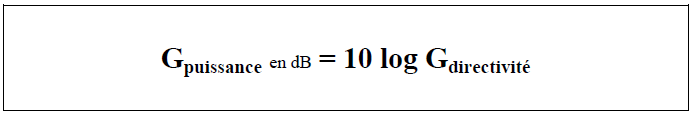 Gpuissance en dB = 10 log Gdirectivité